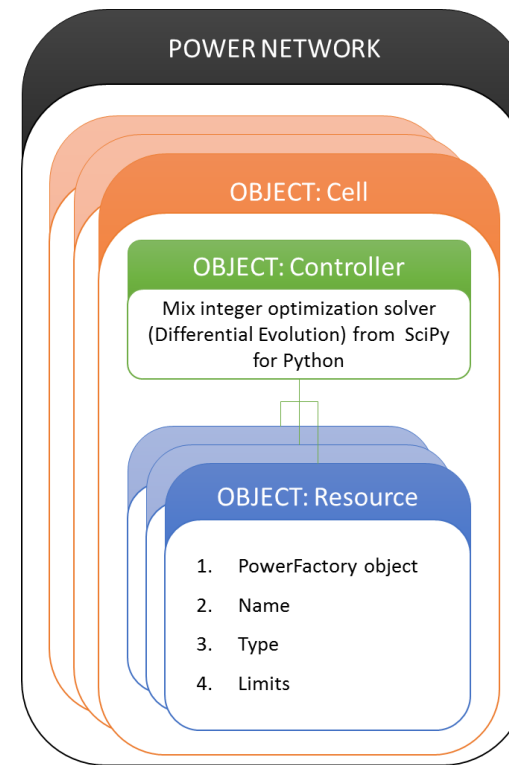 POWER NETWORK
OBJECT: Cell
OBJECT: Controller
Mix integer optimization solver
(Differential Evolution) from SciPy
for Python
OBJECT: Resource
1. PowerFactory object
2. Name
3. Type
4. Limits